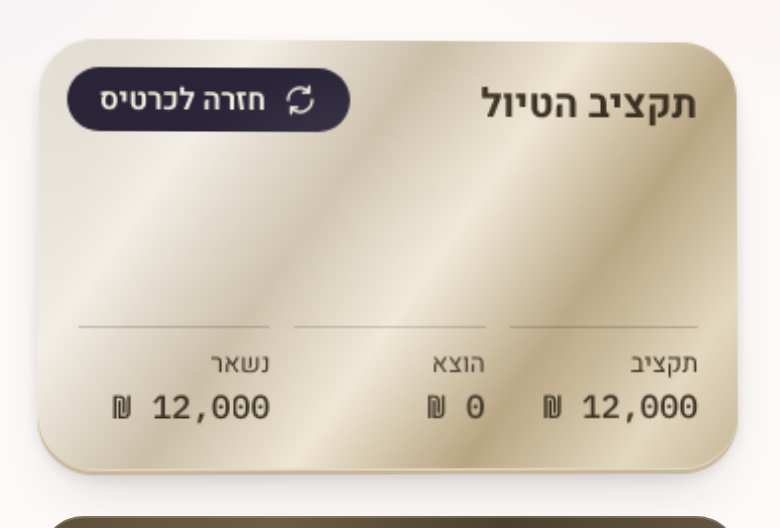 תקציב הטיול
חזרה לכרטיס
תקציב
12,000 ₪
הוצא
0 ₪
נשאר
12,000 ₪